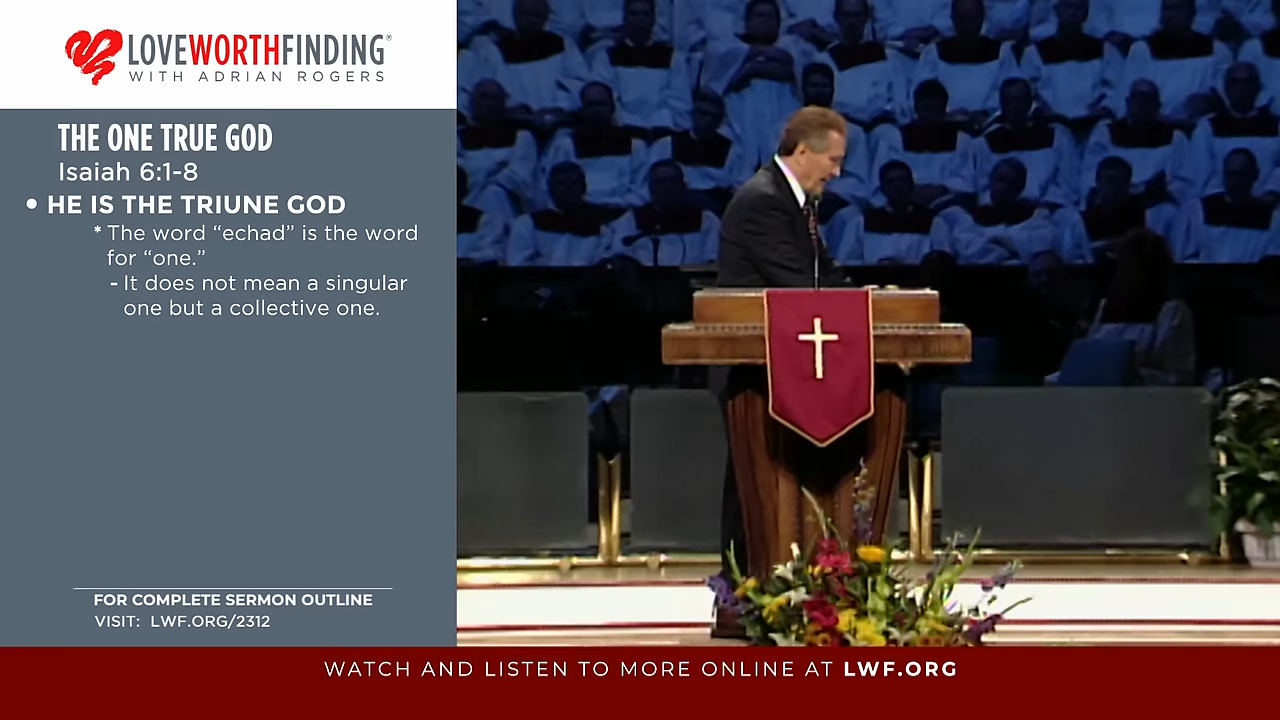 LOVEWORTHFINDING®
WITH ADRIAN ROGERS
THE ONE TRUE GOD
Isaiah 6:1-8
• HE IS THE TRIUNE GOD
* The word “echad” is the word
for “one.”
- It does not mean a singular
one but a collective one.
FOR COMPLETE SERMON OUTLINE
VISIT: LWF.ORG/2312
WATCH AND LISTEN TO MORE ONLINE AT LWF.ORG